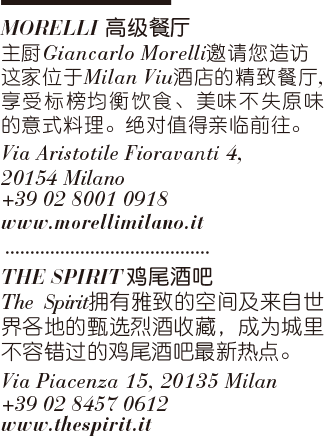 MORELLI 高级餐厅
主厨Giancarlo Morelli邀请您造访
这家位于Milan Viu酒店的精致餐厅,
享受标榜均衡饮食、美味不失原味
的意式料理。绝对值得亲临前往。
Via Aristotile Fioravanti 4,
20154 Milano
+39 02 8001 0918
www.morellimilano.it
.........................................
THE SPIRIT 鸡尾酒吧
The Spirit拥有雅致的空间及来自世
界各地的甄选烈酒收藏，成为城里
不容错过的鸡尾酒吧最新热点。
Via Piacenza 15, 20135 Milan
+39 02 8457 0612
www.thespirit.it